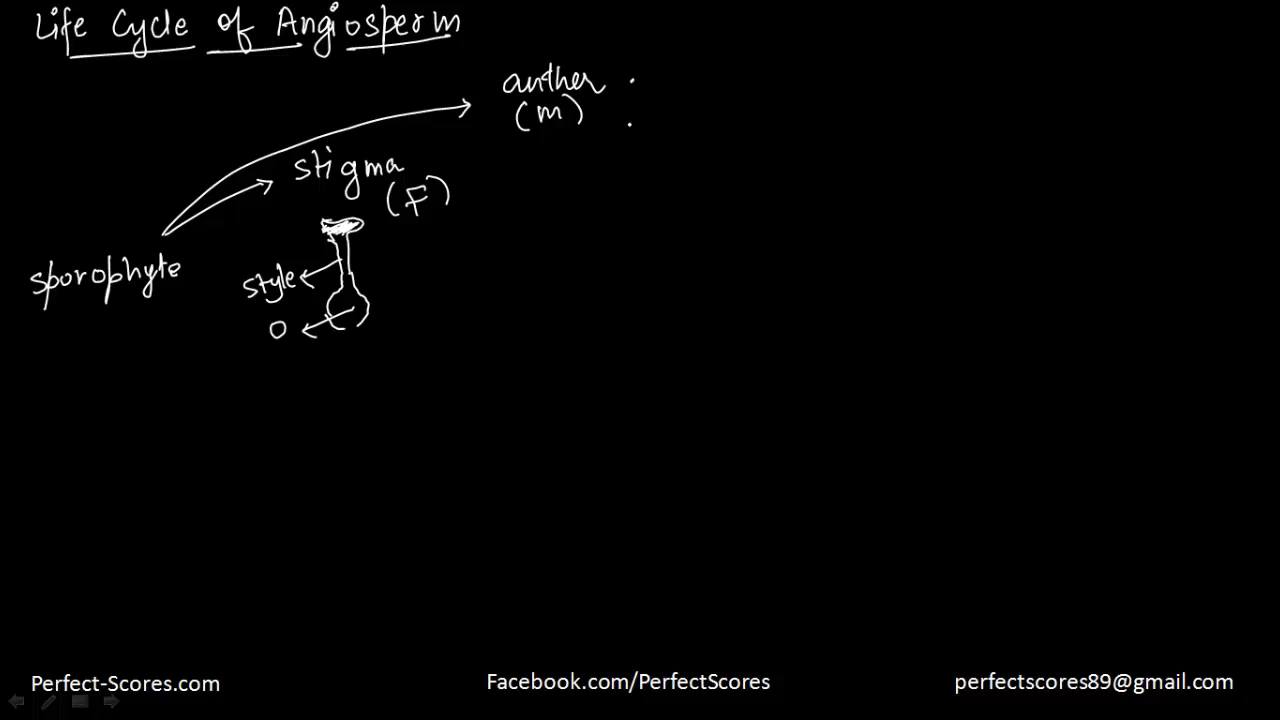 Life Cycle of Angiosperm
anther :
(m)
stigma
(F)
sporophyte
style
O
Perfect-Scores.com
Facebook.com/PerfectScores
perfectscores89@gmail.com